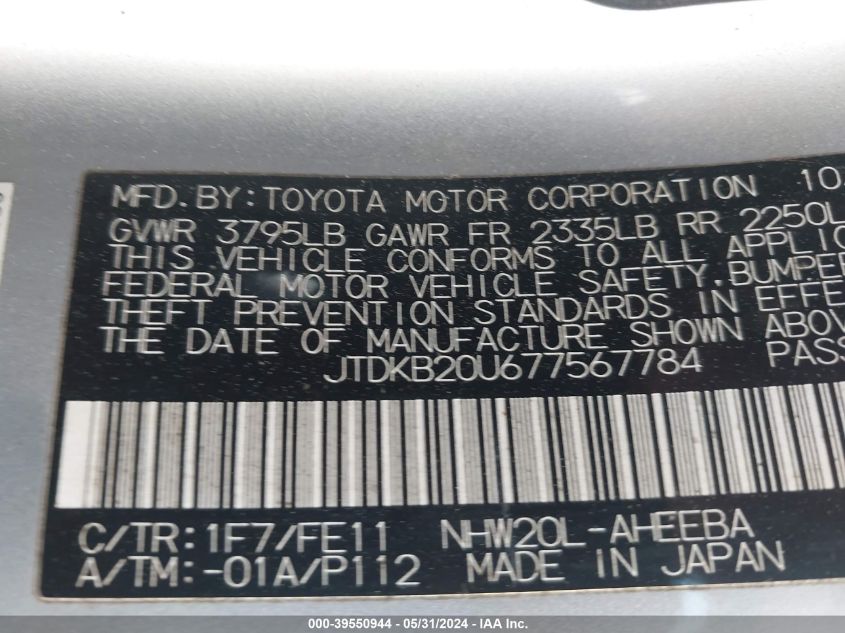 MFD. BY: TOYOTA MOTOR CORPORATION 10
GVWR 3795LB GAWR FR 2335LB RR 2250L
THIS VEHICLE CONFORMS TO ALL APPLIC
FEDERAL MOTOR VEHICLE SAFETY, BUMPER
THEFT PREVENTION STANDARDS IN EFFE
THE DATE OF MANUFACTURE SHOWN ABOV
JTDKB20U677567784 PASS
C/TR: 1F7/FE11 NHW20L-AHEEBA
A/TM: -01A/P112 MADE IN JAPAN
000-39550944 - 05/31/2024 - IAA Inc.